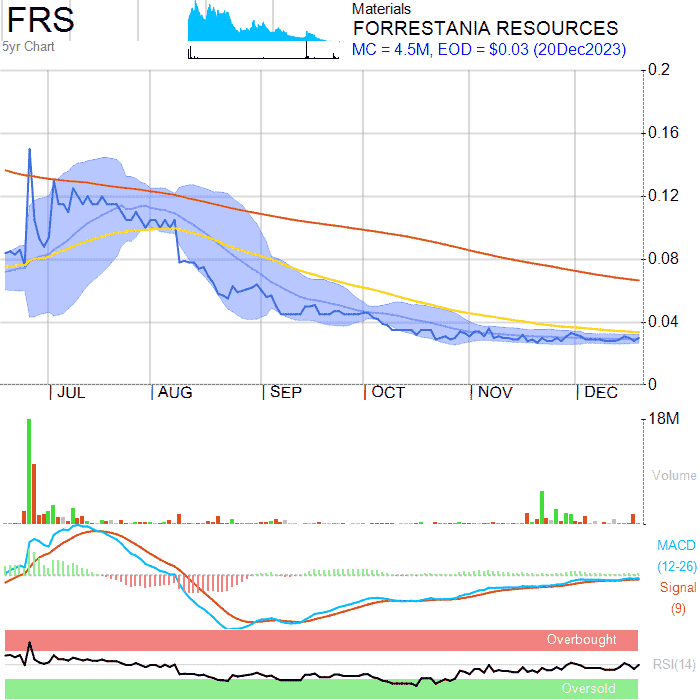 FRS
5yr Chart
Materials
FORRESTANIA RESOURCES
MC = 4.5M, EOD = $0.03 (20Dec2023)
0.2
0.16
0.12
0.08
0.04
0
JUL AUG SEP OCT NOV DEC
18M
Volume
MACD
(12-26)
Signal
(9)
Overbought
RSI(14)
Oversold